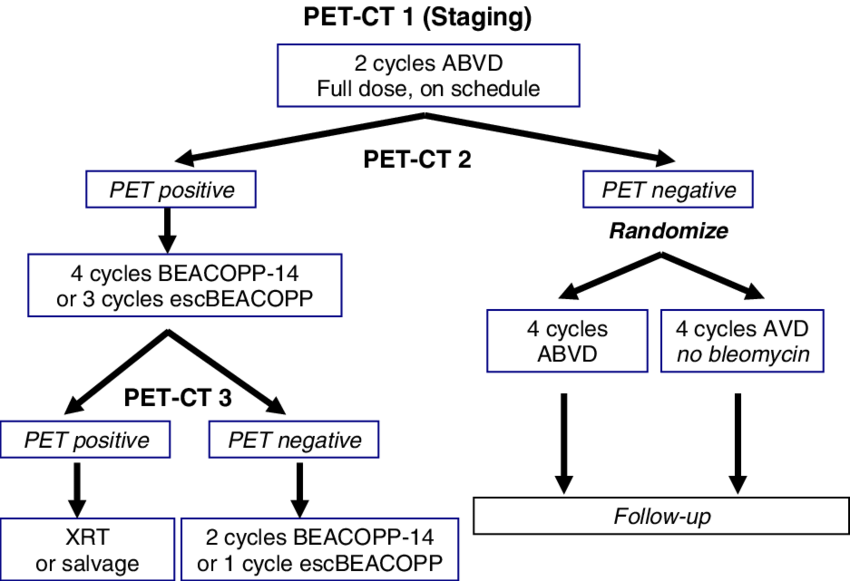 PET-CT 1 (Staging)
2 cycles ABVD
Full dose, on schedule
PET-CT 2
PET positive
PET negative
Randomize
4 cycles BEACOPP-14
or 3 cycles escBEACOPP
4 cycles
ABVD
4 cycles AVD
no bleomycin
PET-CT 3
PET positive
PET negative
XRT
or salvage
2 cycles BEACOPP-14
or 1 cycle escBEACOPP
Follow-up